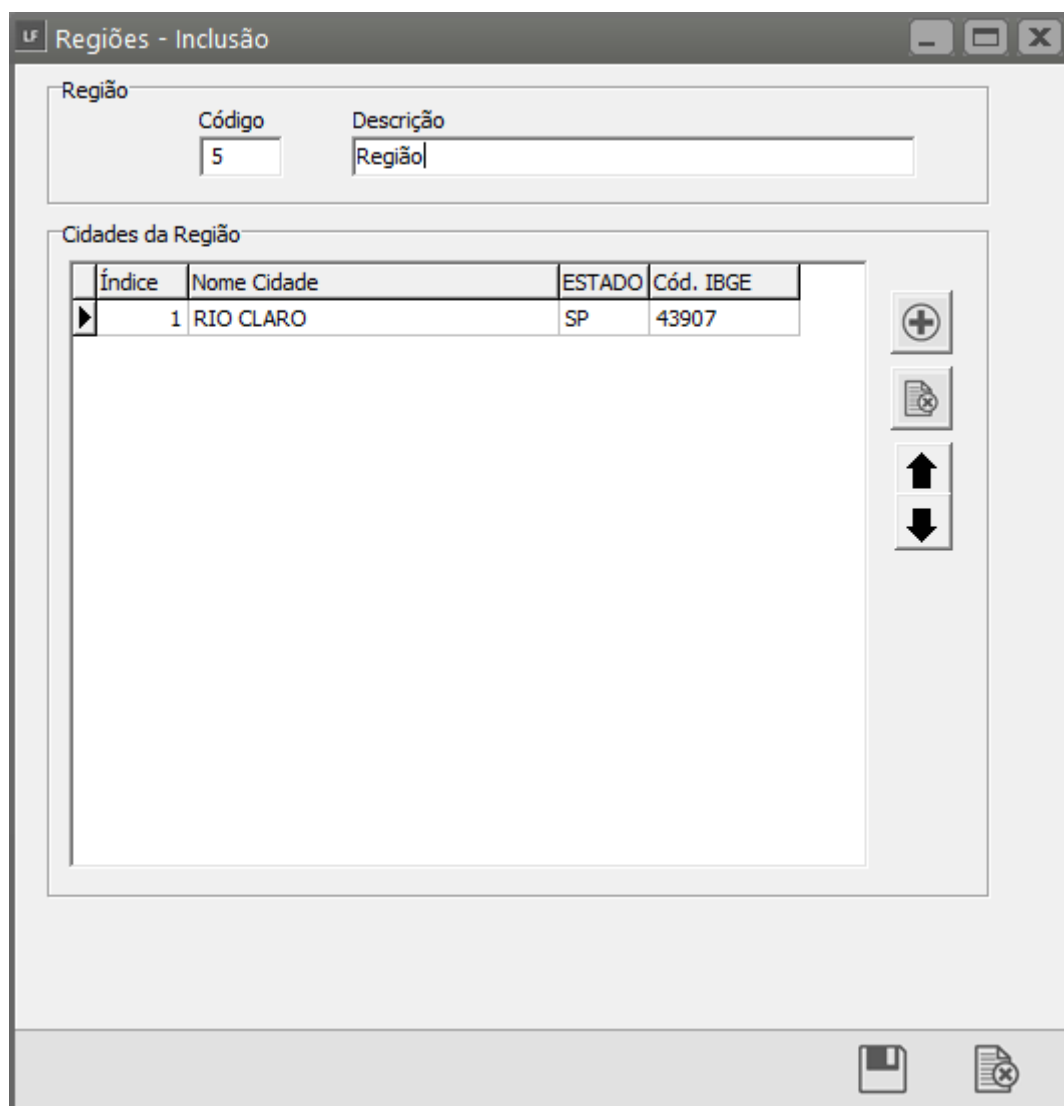 LF Regiões - Inclusão
Região
Código Descrição
5 Região
Cidades da Região
Índice Nome Cidade ESTADO Cód. IBGE
1 RIO CLARO SP 43907